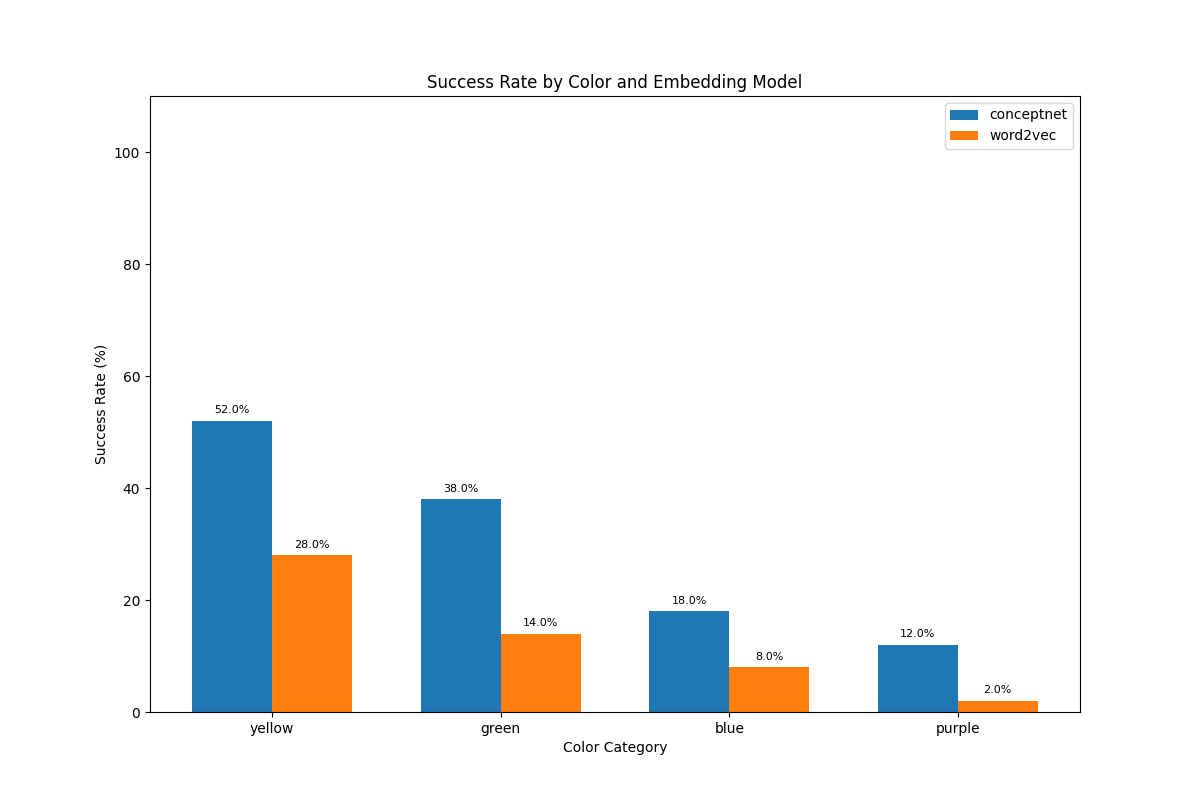 Success Rate by Color and Embedding Model
conceptnet
word2vec
100
80
60
40
20
0
Success Rate (%)
52.0%
28.0%
38.0%
14.0%
18.0%
8.0%
12.0%
2.0%
yellow
green
blue
purple
Color Category